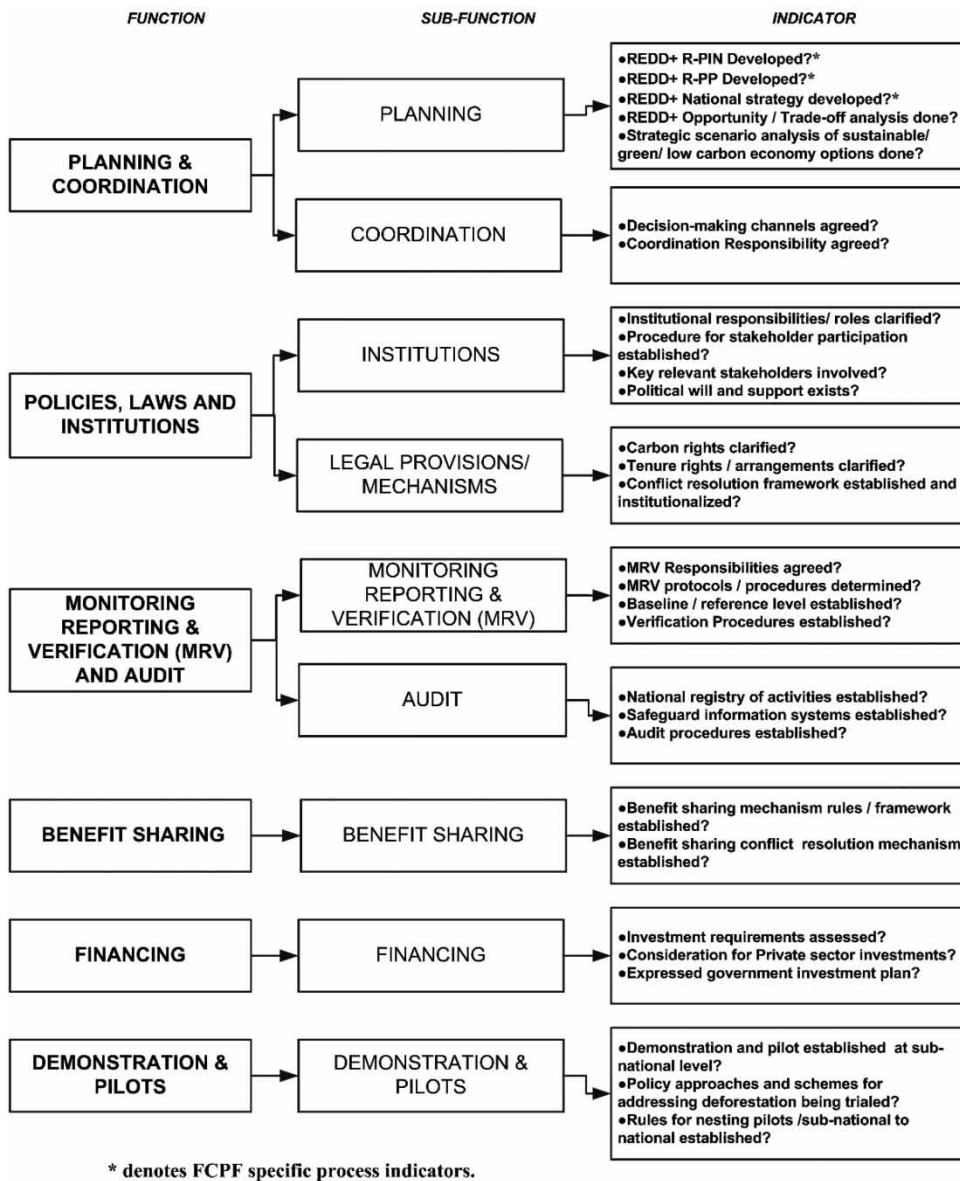 FUNCTION
SUB-FUNCTION
INDICATOR
PLANNING &
COORDINATION
PLANNING
●REDD+ R-PIN Developed?*
●REDD+ R-PP Developed?*
●REDD+ National strategy developed?*
●REDD+ Opportunity / Trade-off analysis done?
●Strategic scenario analysis of sustainable/
green/ low carbon economy options done?
COORDINATION
●Decision-making channels agreed?
●Coordination Responsibility agreed?
POLICIES, LAWS AND
INSTITUTIONS
INSTITUTIONS
●Institutional responsibilities/ roles clarified?
●Procedure for stakeholder participation
established?
●Key relevant stakeholders involved?
●Political will and support exists?
LEGAL PROVISIONS/
MECHANISMS
●Carbon rights clarified?
●Tenure rights / arrangements clarified?
●Conflict resolution framework established and
institutionalized?
MONITORING
REPORTING &
VERIFICATION (MRV)
AND AUDIT
MONITORING
REPORTING &
VERIFICATION (MRV)
●MRV Responsibilities agreed?
●MRV protocols / procedures determined?
●Baseline / reference level established?
●Verification Procedures established?
AUDIT
●National registry of activities established?
●Safeguard information systems established?
●Audit procedures established?
BENEFIT SHARING
BENEFIT SHARING
●Benefit sharing mechanism rules / framework
established?
●Benefit sharing conflict resolution mechanism
established?
FINANCING
FINANCING
●Investment requirements assessed?
●Consideration for Private sector investments?
●Expressed government investment plan?
DEMONSTRATION &
PILOTS
DEMONSTRATION &
PILOTS
●Demonstration and pilot established at sub-
national level?
●Policy approaches and schemes for
addressing deforestation being trialed?
●Rules for nesting pilots /sub-national to
national established?
* denotes FCPF specific process indicators.